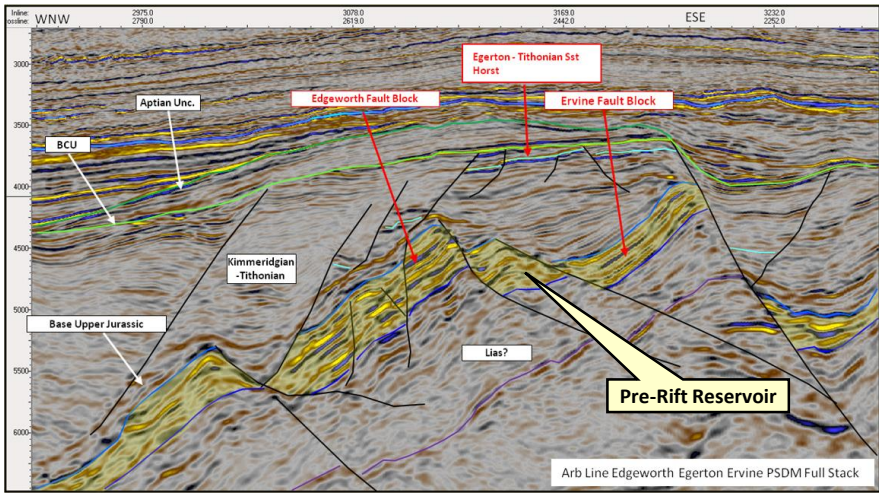 Inline: WNW 2975.0 3078.0 3169.0 ESE 3232.0
ossline: 2790.0 2619.0 2442.0 2252.0
Egerton - Tithonian Sst
Horst
Edgeworth Fault Block
Ervine Fault Block
Aptian Unc.
BCU
3000
3500
4000
4500
5000
5500
6000
Kimmeridgian
-Tithonian
Base Upper Jurassic
Lias?
Pre-Rift Reservoir
Arb Line Edgeworth Egerton Ervine PSDM Full Stack